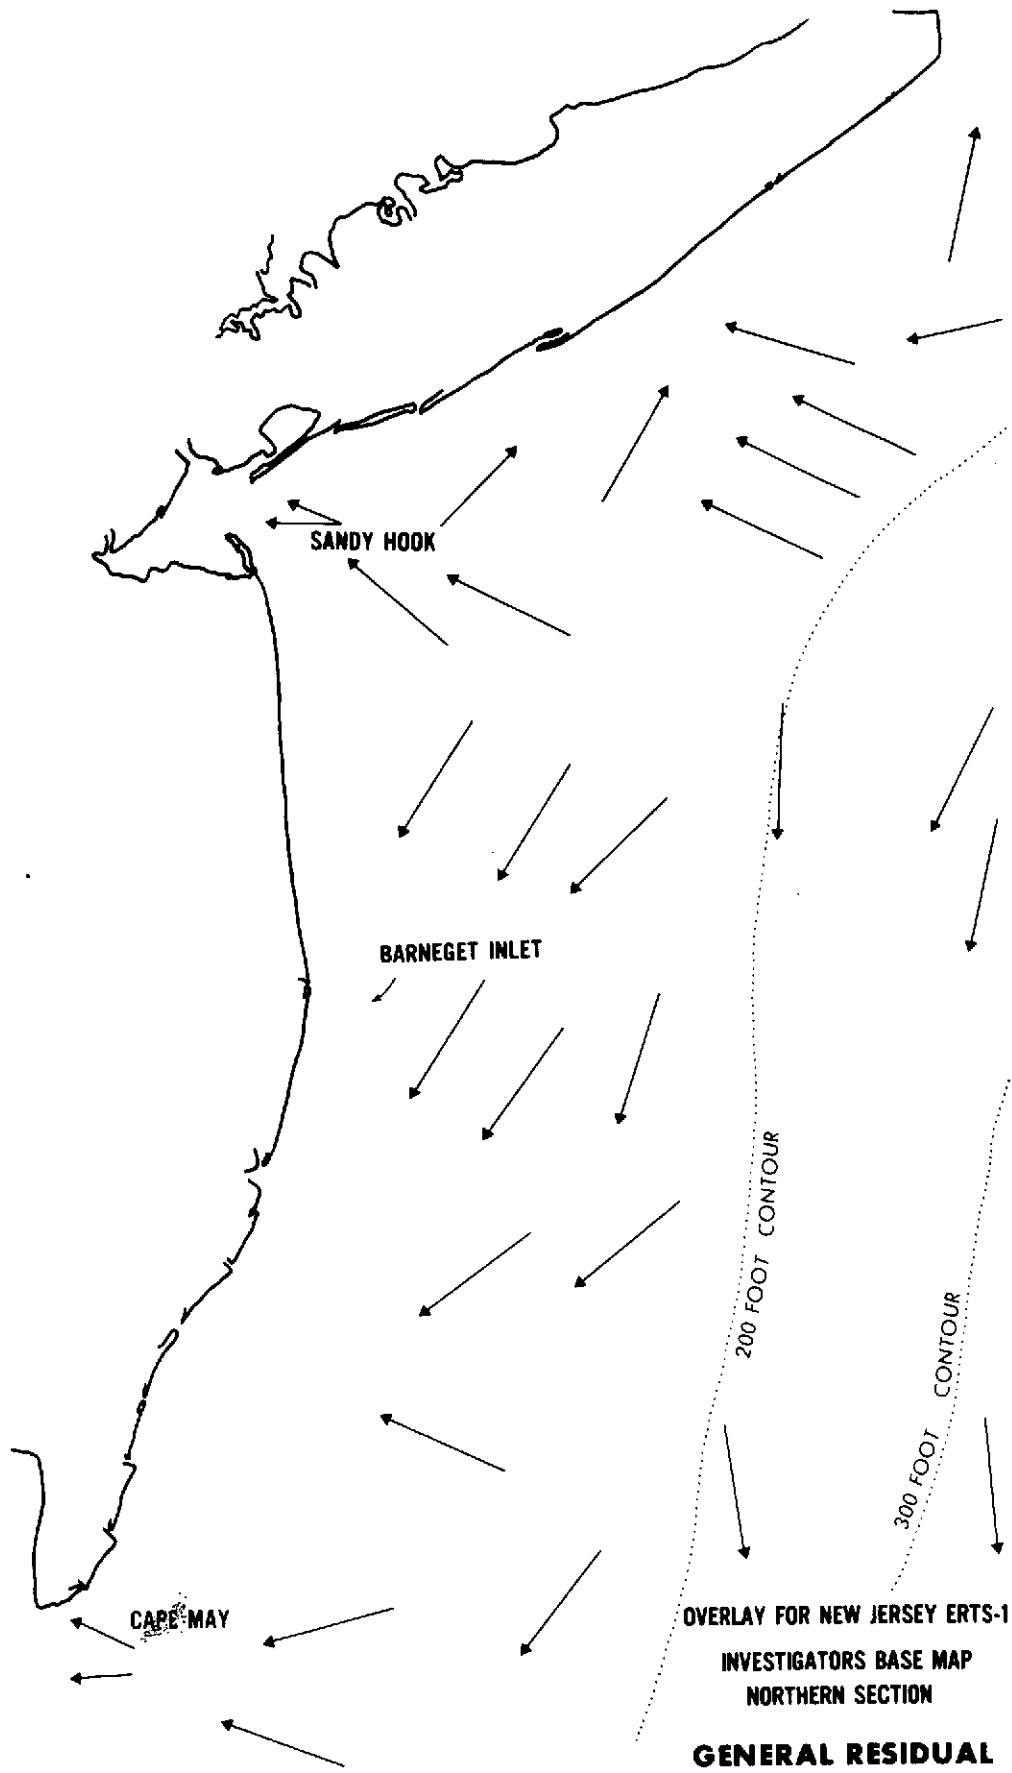 SANDY HOOK
BARNEGET INLET
200 FOOT CONTOUR
300 FOOT CONTOUR
CAPE MAY
OVERLAY FOR NEW JERSEY ERTS-1
INVESTIGATORS BASE MAP
NORTHERN SECTION
GENERAL RESIDUAL